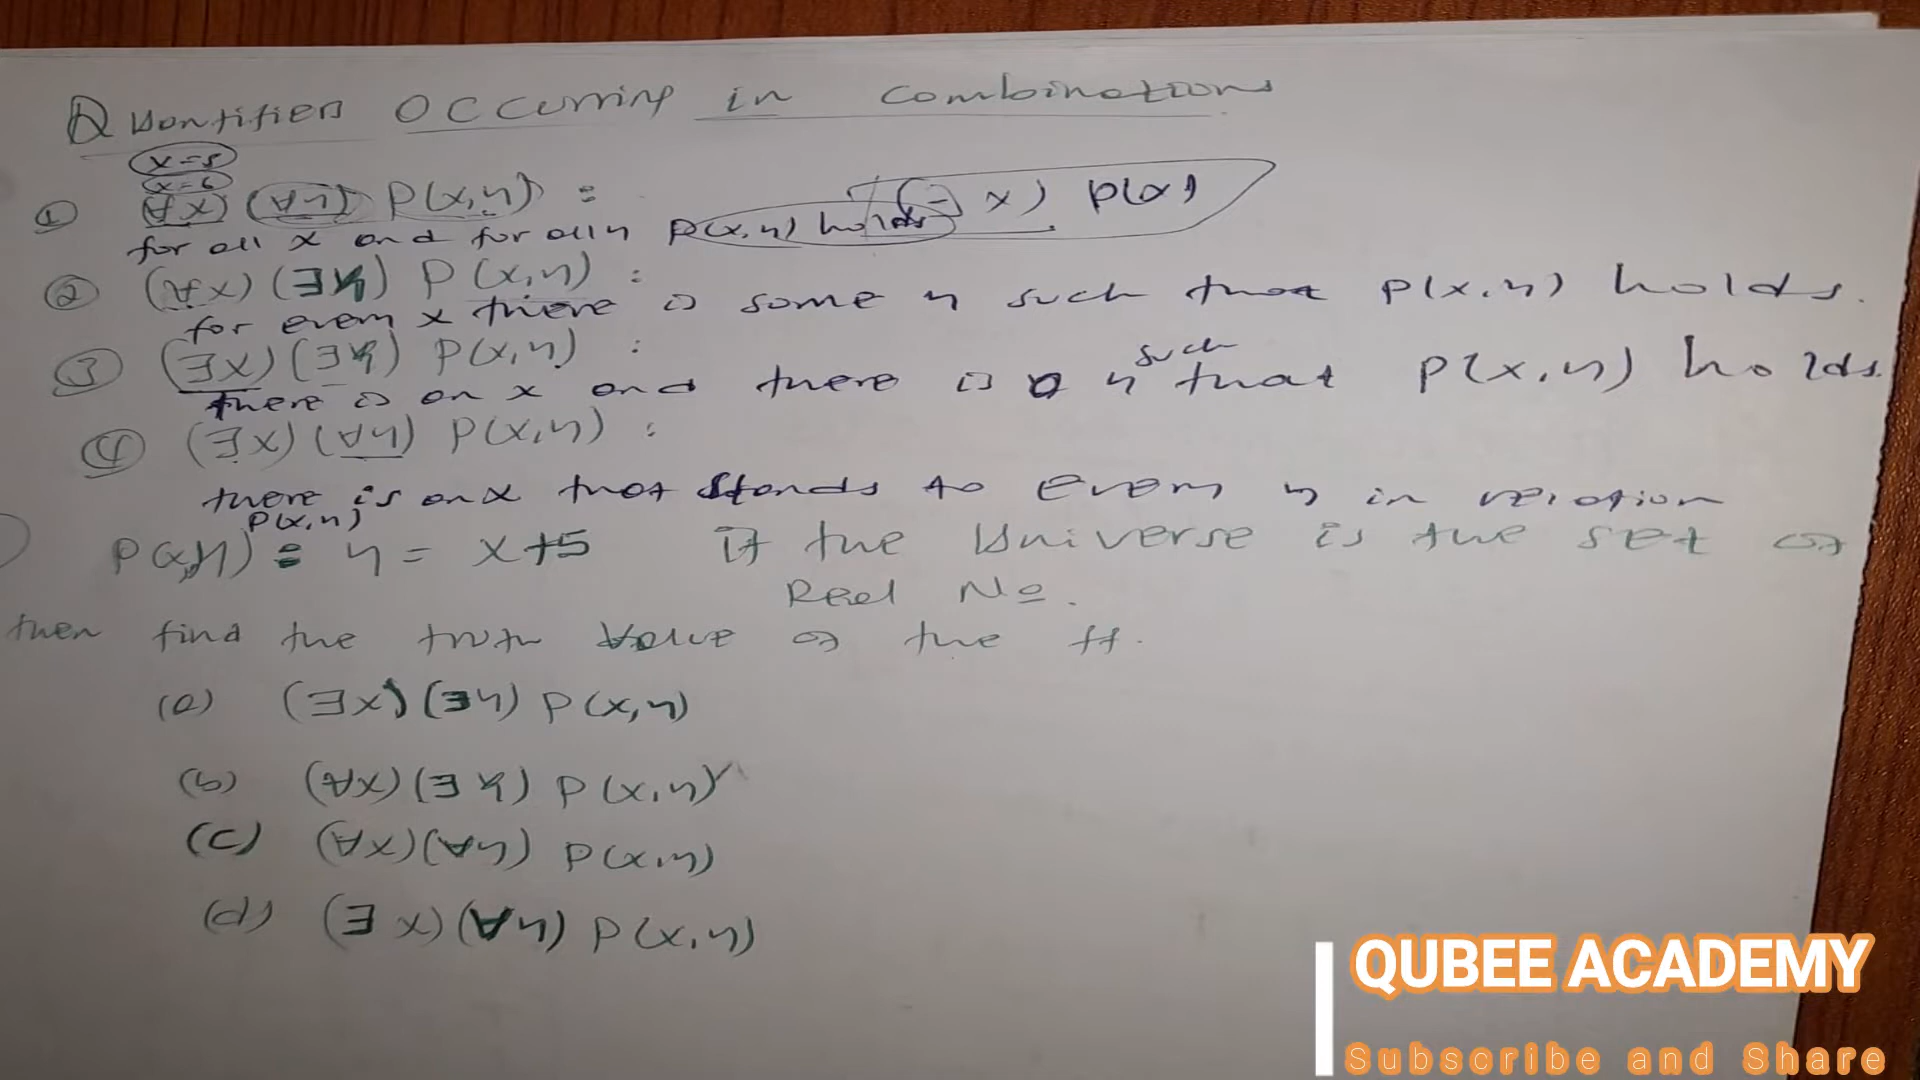 Quantifiers Occurring in combinations
x=5
x=6
① (∀x) (∀y) P(x,y) : x) P(x)
for all x and for all y P(x,y) holds
② (∀x) (∃y) P(x,y) :
for every x there is some y such that P(x,y) holds.
③ (∃x) (∃y) P(x,y) :
there is an x and there is a y such that P(x,y) holds.
④ (∃x) (∀y) P(x,y) :
there is an x that stands to every y in relation
P(x,y)
P(x,y) : y = x+5 If the Universe is the set of
Real No.
then find the truth value of the ff.
(a) (∃x) (∃y) P(x,y)
(b) (∀x) (∃y) P(x,y)
(c) (∀x) (∀y) P(x,y)
(d) (∃x) (∀y) P(x,y)
QUBEE ACADEMY
Subscribe and Share